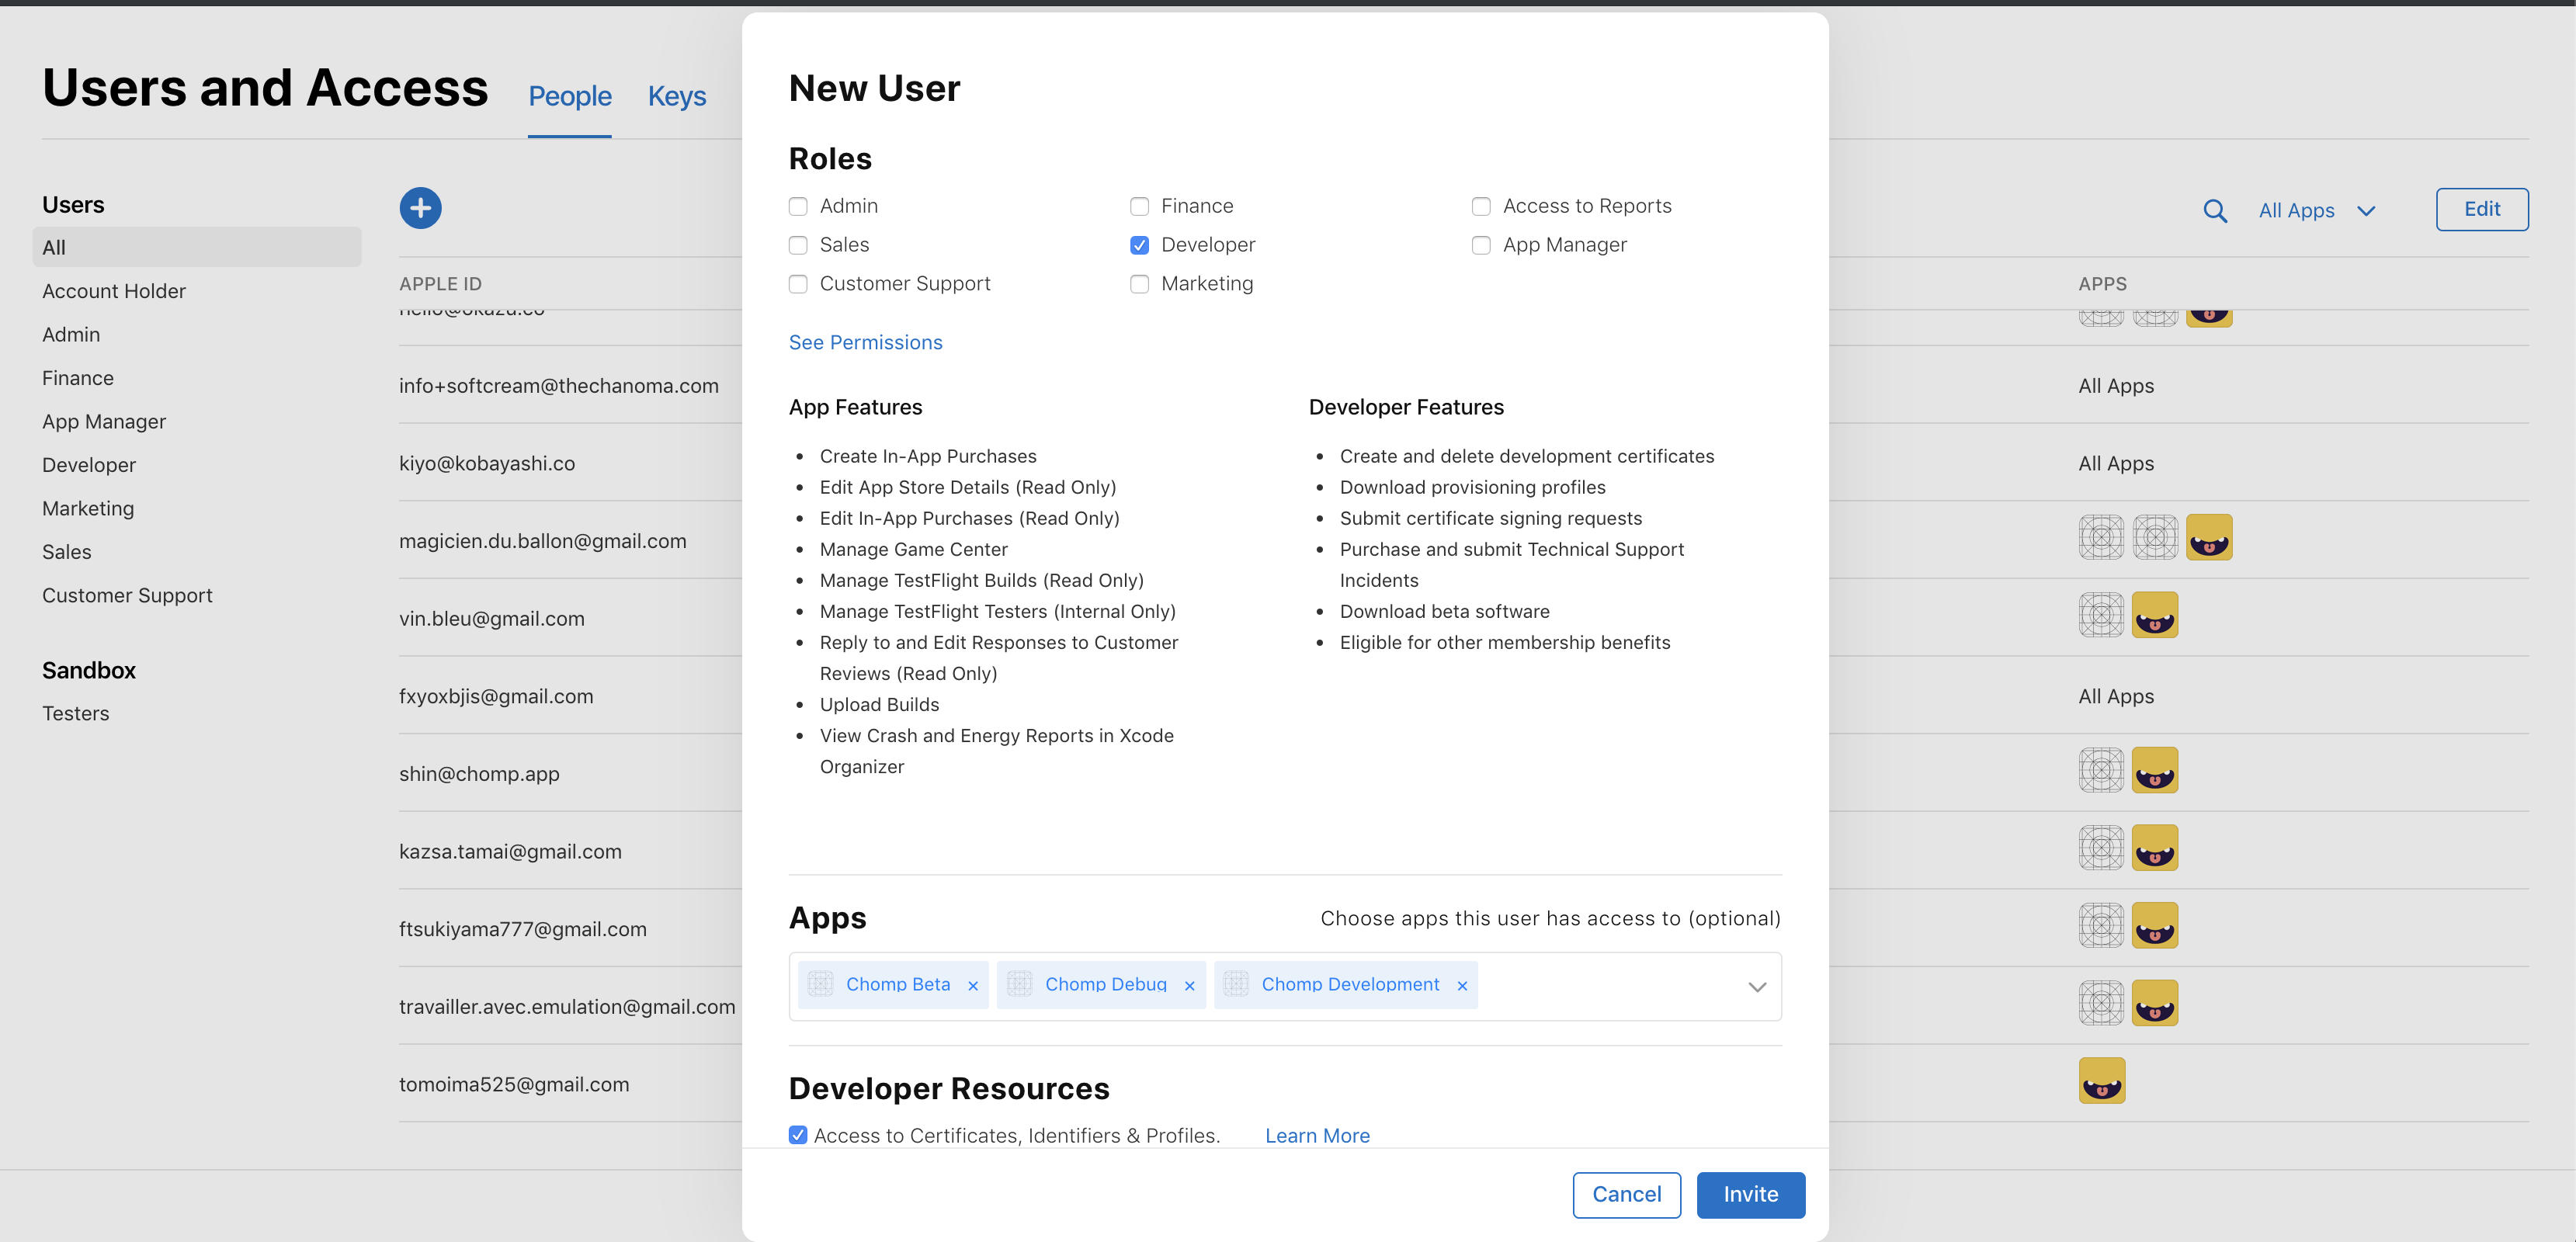 Users and Access
People
Keys
Users
All
Account Holder
Admin
Finance
App Manager
Developer
Marketing
Sales
Customer Support
Sandbox
Testers
APPLE ID
hello@okazu.co
info+softcream@thechanoma.com
kiyo@kobayashi.co
magicien.du.ballon@gmail.com
vin.bleu@gmail.com
fxyoxbjis@gmail.com
shin@chomp.app
kazsa.tamai@gmail.com
ftsukiyama777@gmail.com
travailler.avec.emulation@gmail.com
tomoima525@gmail.com
New User
Roles
Admin
Finance
Access to Reports
Sales
Developer
App Manager
Customer Support
Marketing
See Permissions
App Features
Create In-App Purchases
Edit App Store Details (Read Only)
Edit In-App Purchases (Read Only)
Manage Game Center
Manage TestFlight Builds (Read Only)
Manage TestFlight Testers (Internal Only)
Reply to and Edit Responses to Customer
Reviews (Read Only)
Upload Builds
View Crash and Energy Reports in Xcode
Organizer
Developer Features
Create and delete development certificates
Download provisioning profiles
Submit certificate signing requests
Purchase and submit Technical Support
Incidents
Download beta software
Eligible for other membership benefits
Apps
Choose apps this user has access to (optional)
Chomp Beta
Chomp Debug
Chomp Development
Developer Resources
Access to Certificates, Identifiers & Profiles.
Learn More
Cancel
Invite
All Apps
Edit
APPS
All Apps
All Apps
All Apps